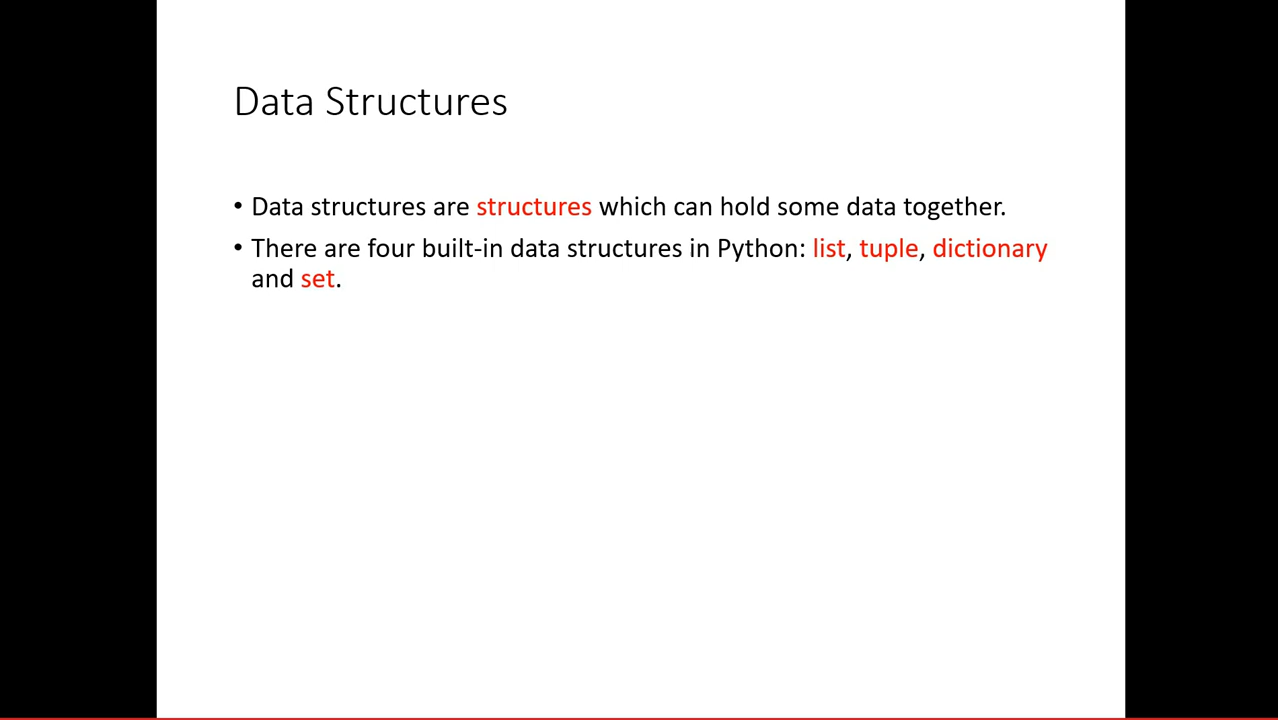 Data Structures
• Data structures are structures which can hold some data together.
• There are four built-in data structures in Python: list, tuple, dictionary
and set.